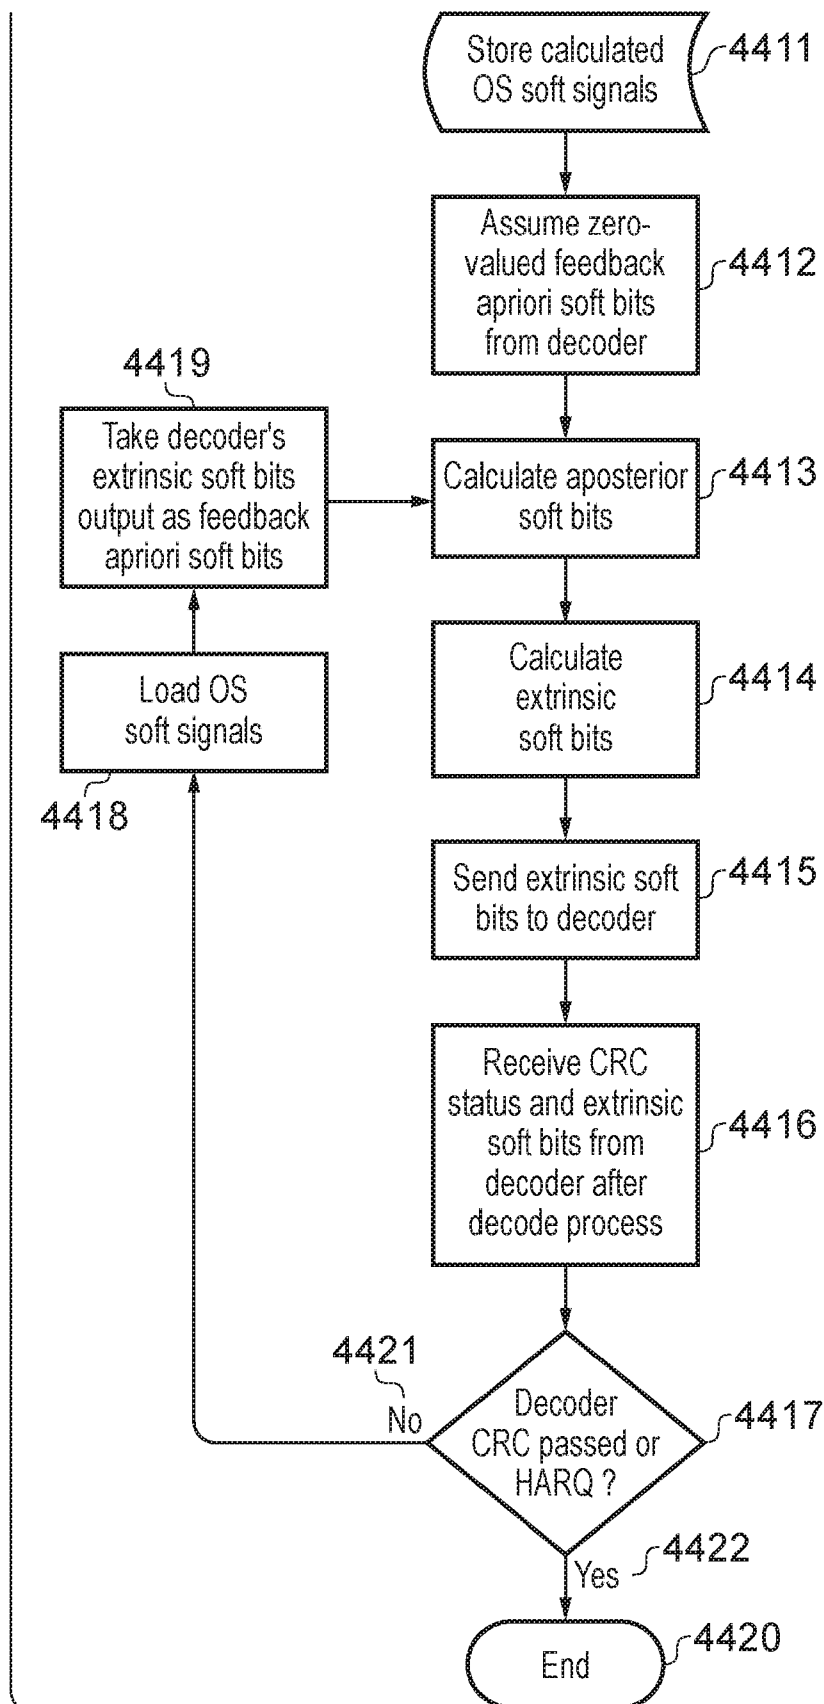 Store calculated
OS soft signals
4411
Assume zero-
valued feedback
apriori soft bits
from decoder
4412
4419
Take decoder's
extrinsic soft bits
output as feedback
apriori soft bits
Calculate aposterior
soft bits
4413
Load OS
soft signals
4418
Calculate
extrinsic
soft bits
4414
Send extrinsic soft
bits to decoder
4415
Receive CRC
status and extrinsic
soft bits from
decoder after
decode process
4416
4421
No
Decoder
CRC passed or
HARQ ?
4417
Yes
4422
End
4420